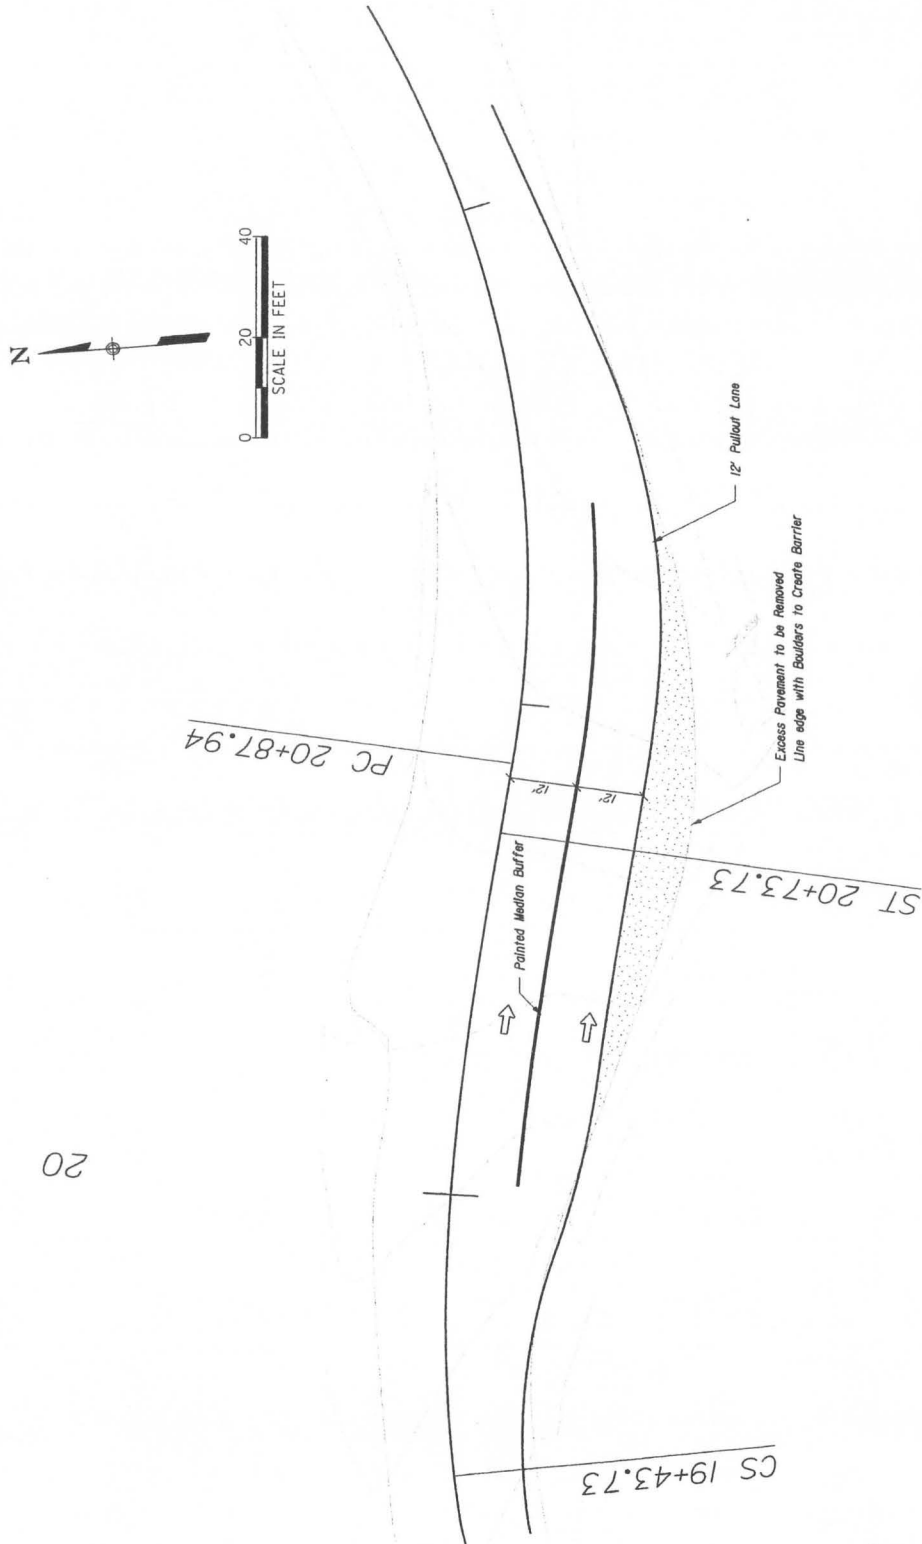 N
0 20 40
SCALE IN FEET
PC 20+87.94
12'
12'
Painted Median Buffer
12' Pullout Lane
Excess Pavement to be Removed
Line edge with Boulders to Create Barrier
ST 20+73.73
20
CS 19+43.73